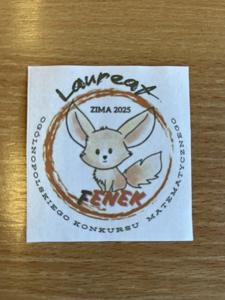 Laureat
ZIMA 2025
FENEK
OGÓLNOPOLSKIEGO KONKURSU MATEMATYCZNEGO